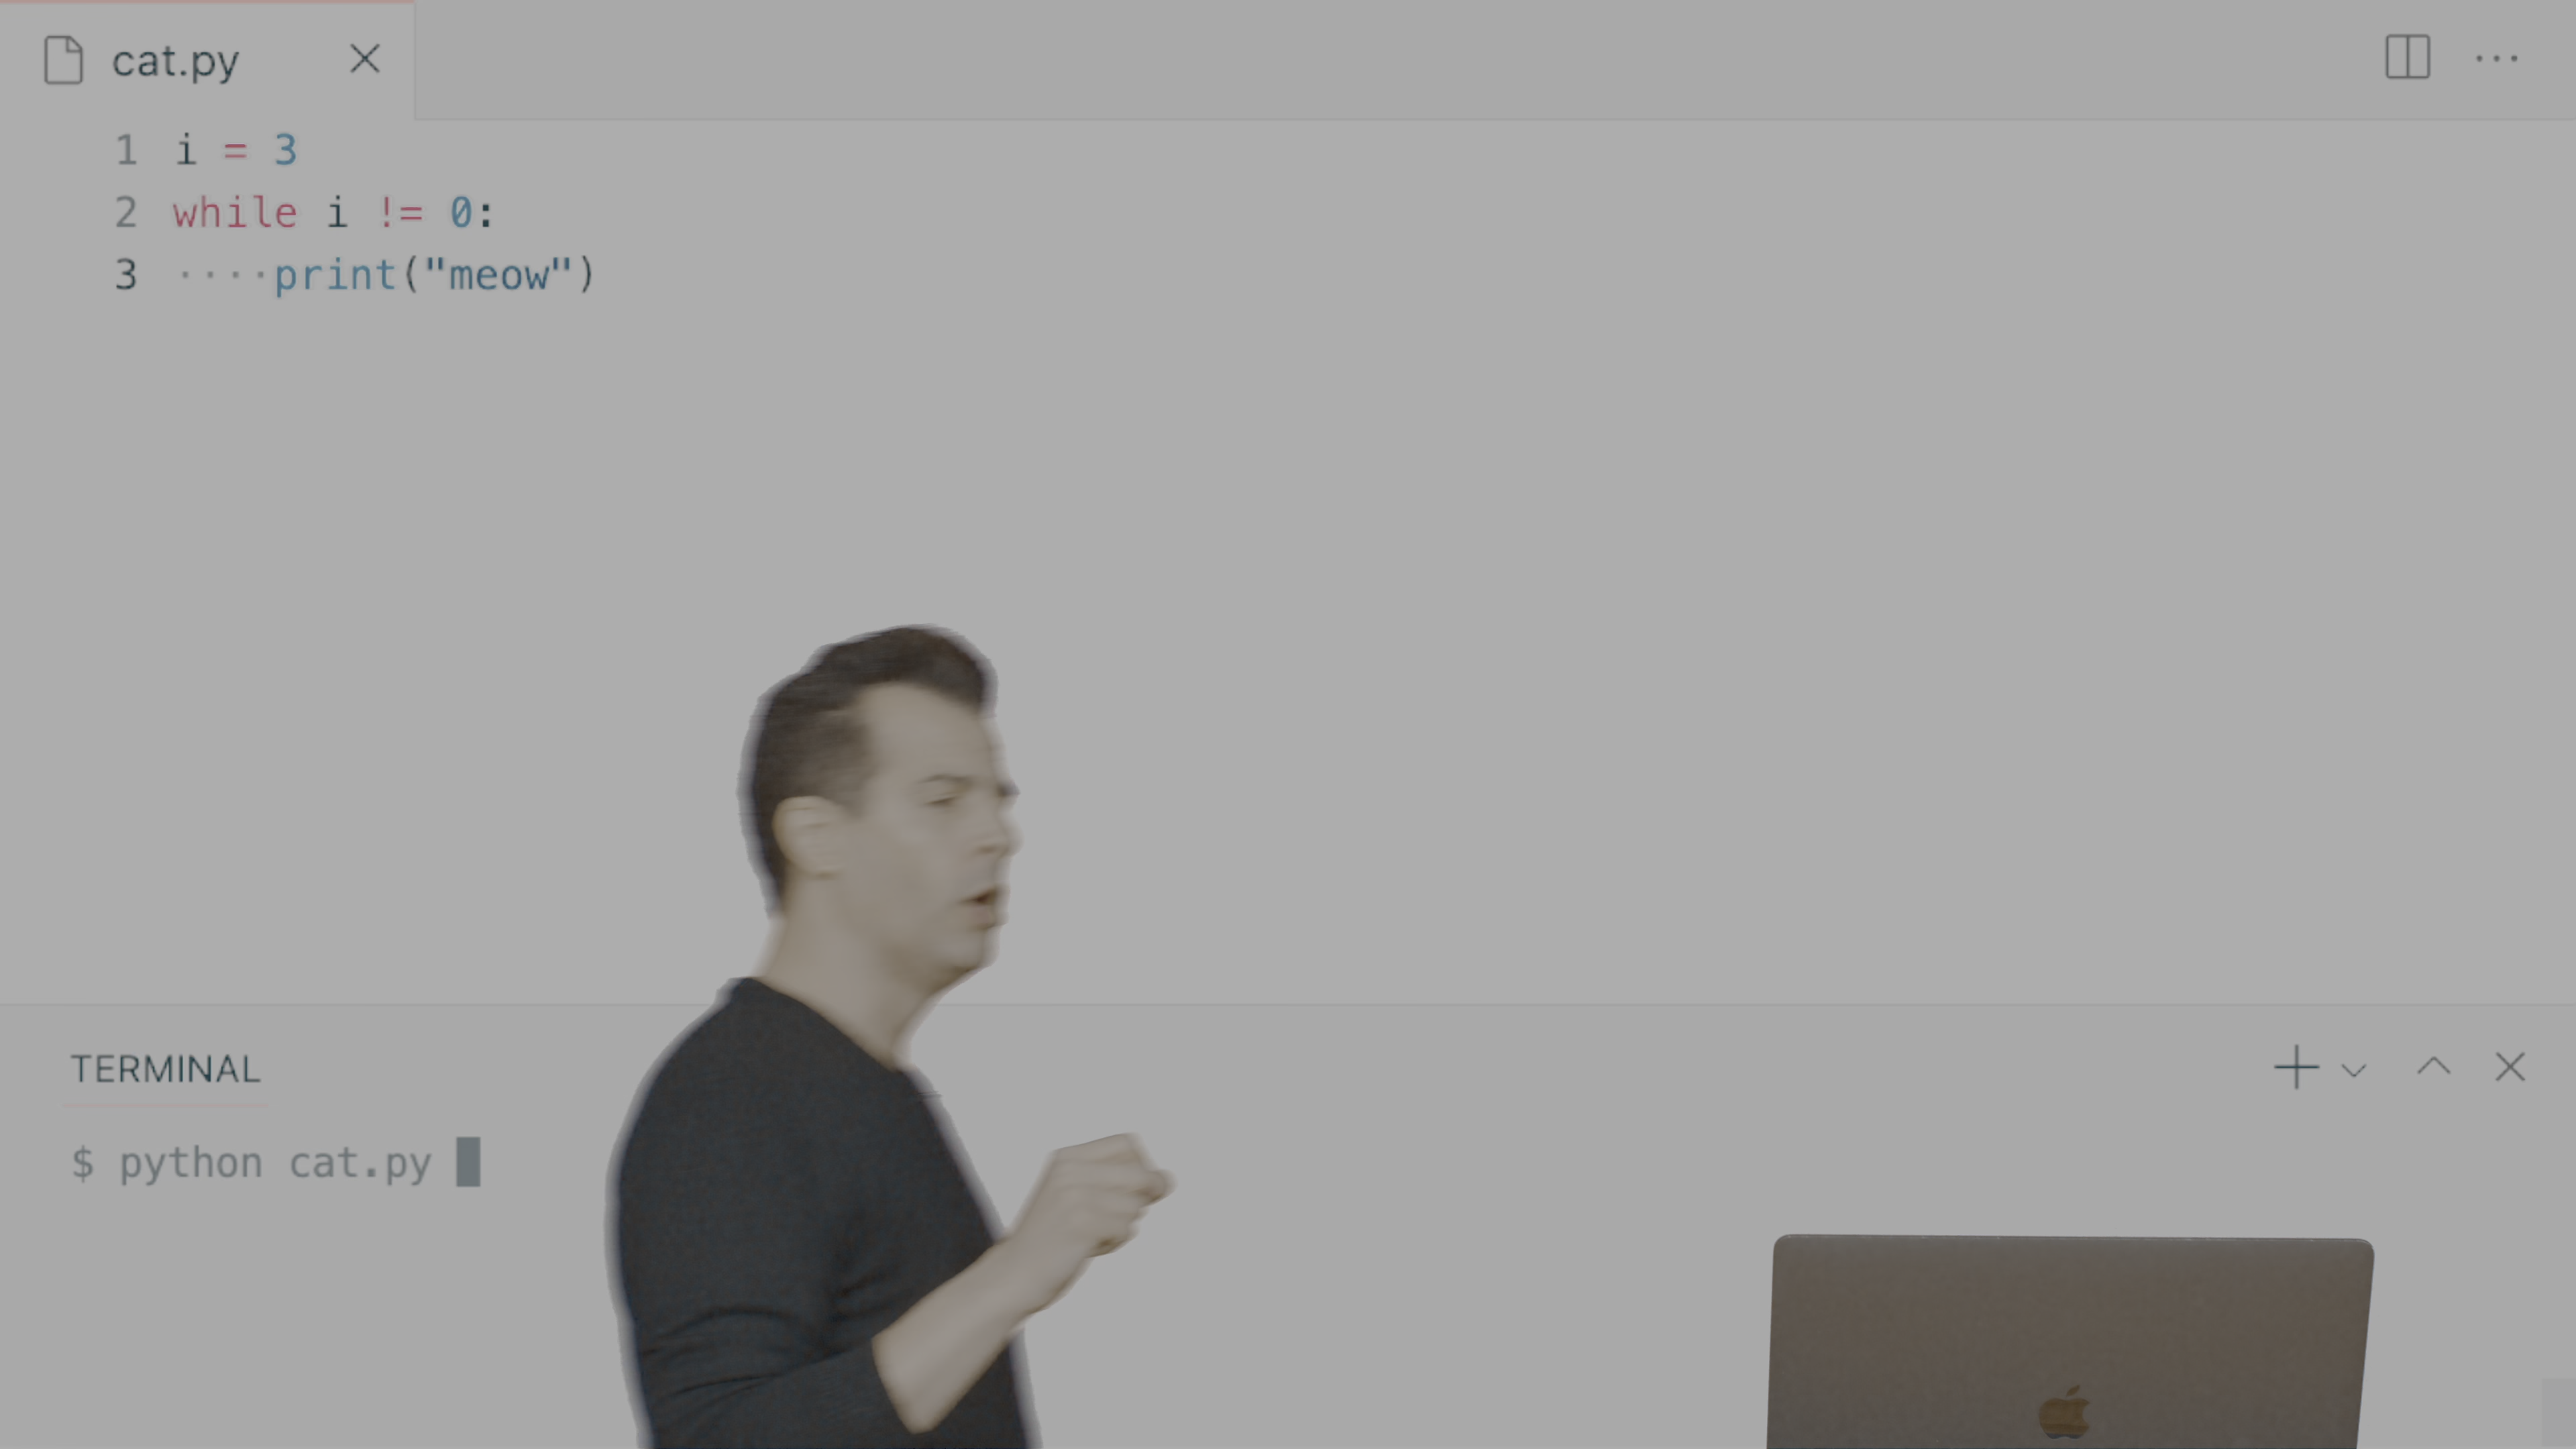 cat.py
1 i = 3
2 while i != 0:
3 ····print("meow")
TERMINAL
$ python cat.py